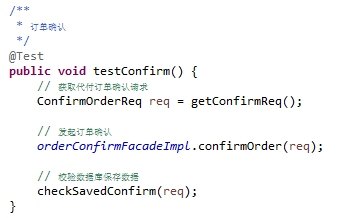 /**
 * 订单确认
 */
@Test
public void testConfirm() {
    // 获取代付订单确认请求
    ConfirmOrderReq req = getConfirmReq();

    // 发起订单确认
    orderConfirmFacadeImpl.confirmOrder(req);

    // 校验数据库保存数据
    checkSavedConfirm(req);
}